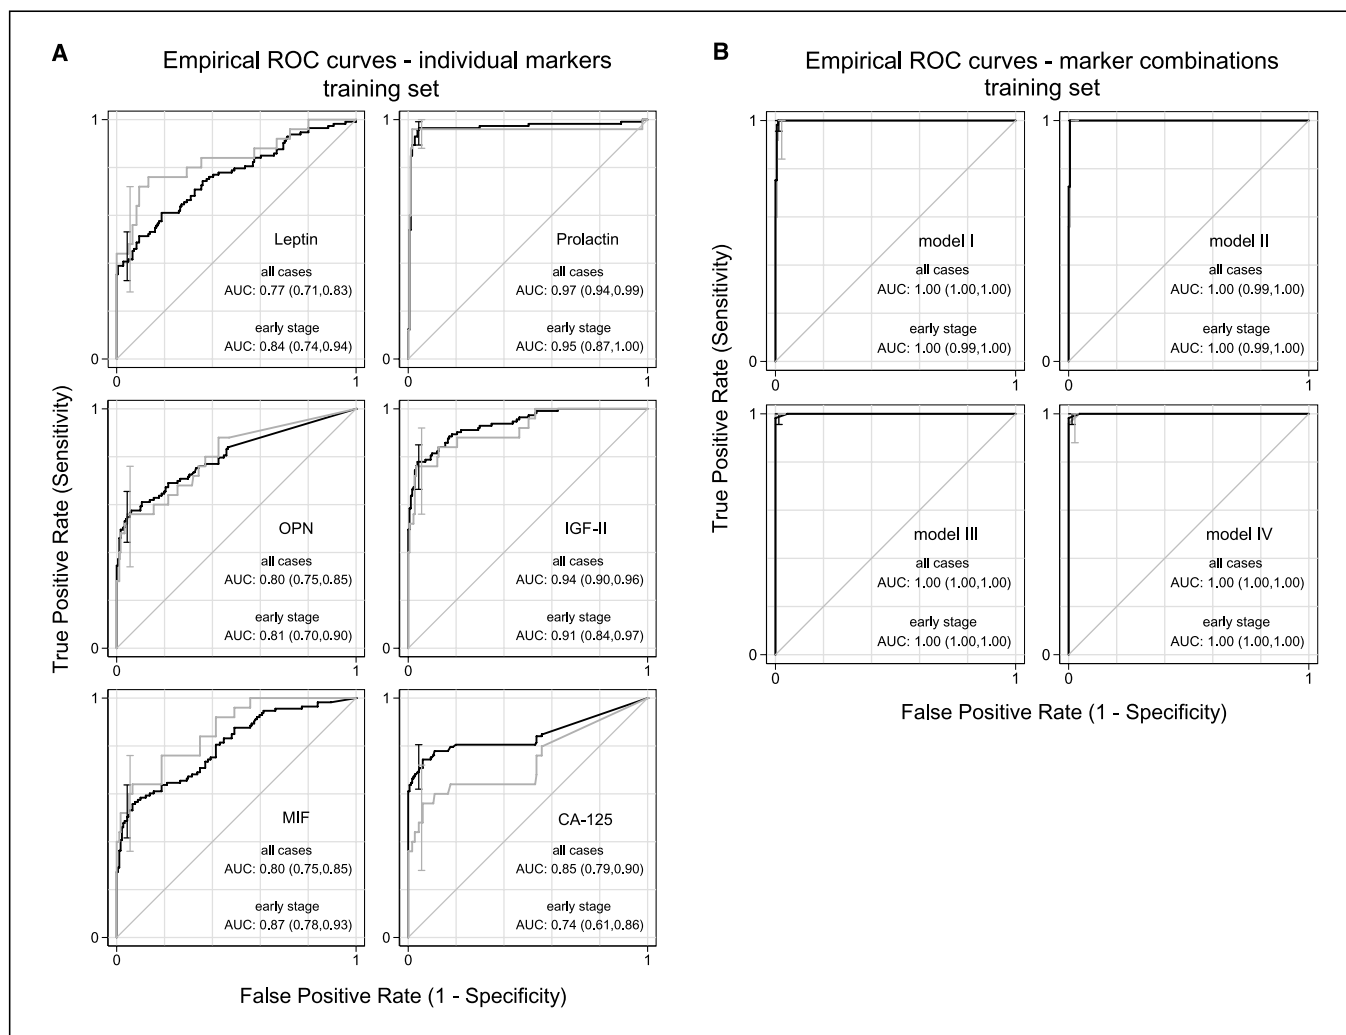 A
Empirical ROC curves - individual markers
training set
1
0
0
1
Leptin
all cases
AUC: 0.77 (0.71,0.83)
early stage
AUC: 0.84 (0.74,0.94)
1
0
0
1
Prolactin
all cases
AUC: 0.97 (0.94,0.99)
early stage
AUC: 0.95 (0.87,1.00)
True Positive Rate (Sensitivity)
1
0
0
1
OPN
all cases
AUC: 0.80 (0.75,0.85)
early stage
AUC: 0.81 (0.70,0.90)
1
0
0
1
IGF-II
all cases
AUC: 0.94 (0.90,0.96)
early stage
AUC: 0.91 (0.84,0.97)
1
0
0
1
MIF
all cases
AUC: 0.80 (0.75,0.85)
early stage
AUC: 0.87 (0.78,0.93)
1
0
0
1
CA-125
all cases
AUC: 0.85 (0.79,0.90)
early stage
AUC: 0.74 (0.61,0.86)
False Positive Rate (1 - Specificity)
B
Empirical ROC curves - marker combinations
training set
1
0
0
1
model I
all cases
AUC: 1.00 (1.00,1.00)
early stage
AUC: 1.00 (0.99,1.00)
1
0
0
1
model II
all cases
AUC: 1.00 (0.99,1.00)
early stage
AUC: 1.00 (0.99,1.00)
True Positive Rate (Sensitivity)
1
0
0
1
model III
all cases
AUC: 1.00 (1.00,1.00)
early stage
AUC: 1.00 (1.00,1.00)
1
0
0
1
model IV
all cases
AUC: 1.00 (1.00,1.00)
early stage
AUC: 1.00 (1.00,1.00)
False Positive Rate (1 - Specificity)